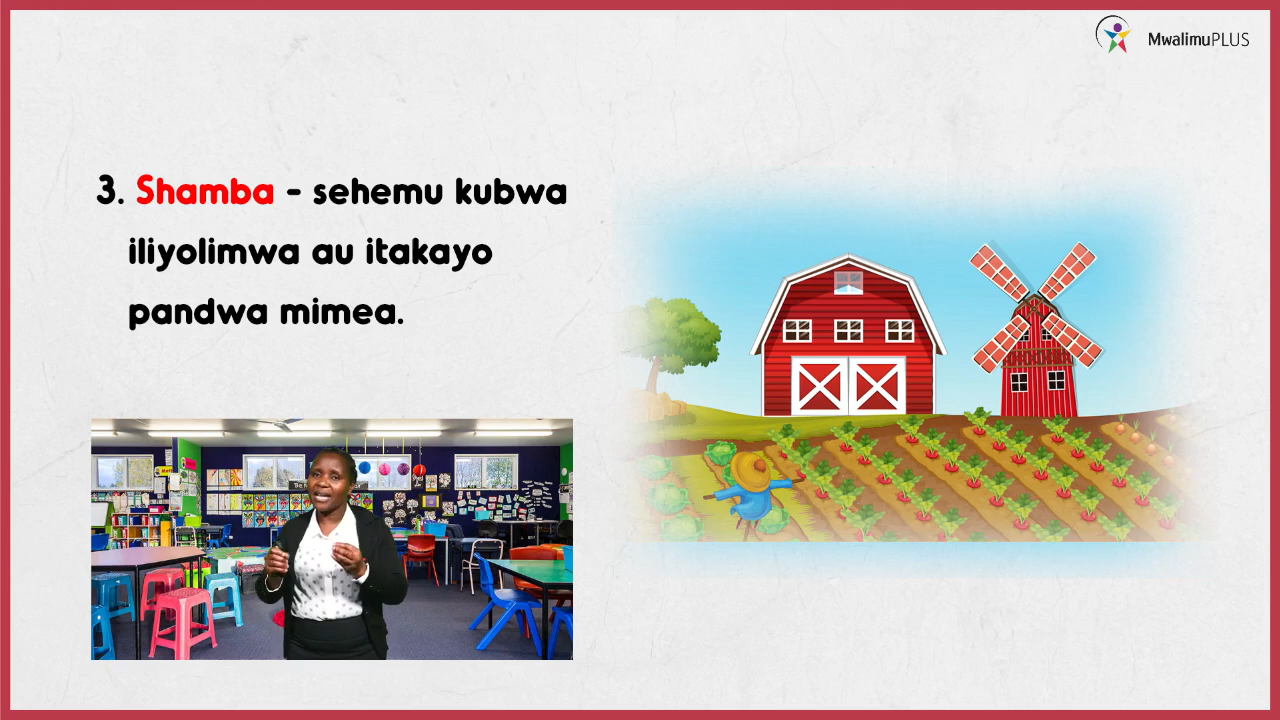 MwalimuPLUS
3. Shamba - sehemu kubwa
iliyolimwa au itakayo
pandwa mimea.